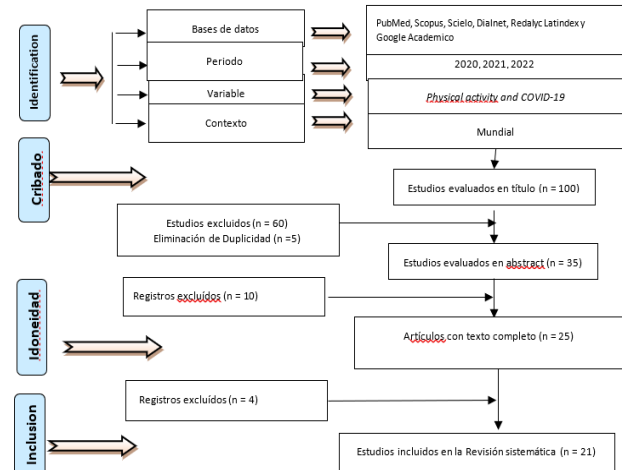 Identification
Bases de datos
PubMed, Scopus, Scielo, Dialnet, Redalyc Latindex y
Google Academico
Periodo
2020, 2021, 2022
Variable
Physical activity and COVID-19
Contexto
Mundial
Cribado
Estudios evaluados en título (n = 100)
Estudios excluidos (n = 60)
Eliminación de Duplicidad (n =5)
Estudios evaluados en abstract (n = 35)
Idoneidad
Registros excluídos (n = 10)
Artículos con texto completo (n = 25)
Inclusion
Registros excluídos (n = 4)
Estudios incluidos en la Revisión sistemática (n = 21)